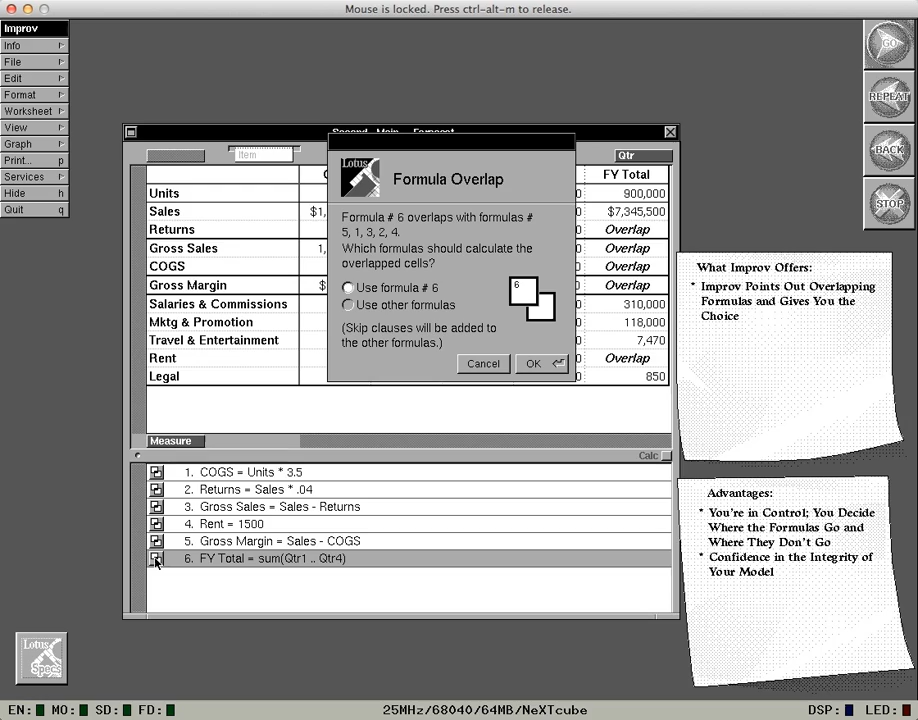 Mouse is locked. Press ctrl-alt-m to release.
Improv
Info
File
Edit
Format
Worksheet
View
Graph
Print... p
Services
Hide h
Quit q
Item
Qtr
FY Total
Units 900,000
Sales $1, $7,345,500
Returns Overlap
Gross Sales 1, Overlap
COGS Overlap
Gross Margin $ Overlap
Salaries & Commissions 310,000
Mktg & Promotion 118,000
Travel & Entertainment 7,470
Rent Overlap
Legal 850
Measure
Calc
Lotus
Formula Overlap
Formula # 6 overlaps with formulas #
5, 1, 3, 2, 4.
Which formulas should calculate the
overlapped cells?
Use formula # 6
Use other formulas
6
(Skip clauses will be added to
the other formulas.)
Cancel
OK
1. COGS = Units * 3.5
2. Returns = Sales * .04
3. Gross Sales = Sales - Returns
4. Rent = 1500
5. Gross Margin = Sales - COGS
6. FY Total = sum(Qtr1 .. Qtr4)
GO
REPEAT
BACK
STOP
What Improv Offers:
* Improv Points Out Overlapping
Formulas and Gives You the
Choice
Advantages:
* You're in Control; You Decide
Where the Formulas Go and
Where They Don't Go
* Confidence in the Integrity of
Your Model
Lotus
Specs
EN: MO: SD: FD: 25MHz/68040/64MB/NeXTcube DSP: LED: